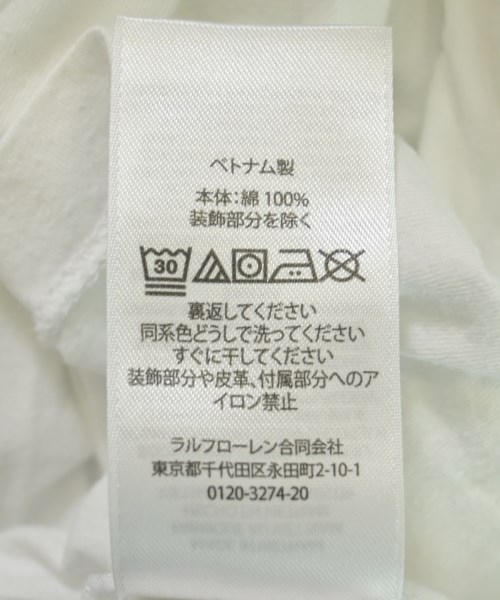 ベトナム製
本体:綿 100%
装飾部分を除く
30
裏返してください
同系色どうしで洗ってください
すぐに干してください
装飾部分や皮革、付属部分へのア
イロン禁止
ラルフローレン合同会社
東京都千代田区永田町2-10-1
0120-3274-20